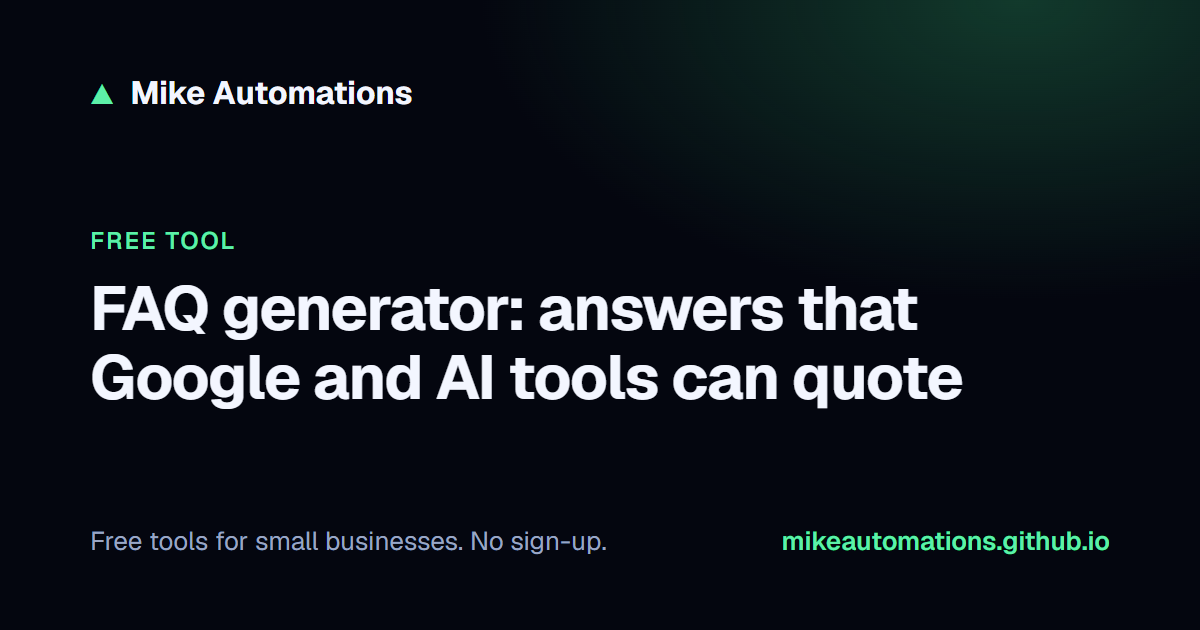 Mike Automations
FREE TOOL
FAQ generator: answers that
Google and AI tools can quote
Free tools for small businesses. No sign-up.
mikeautomations.github.io